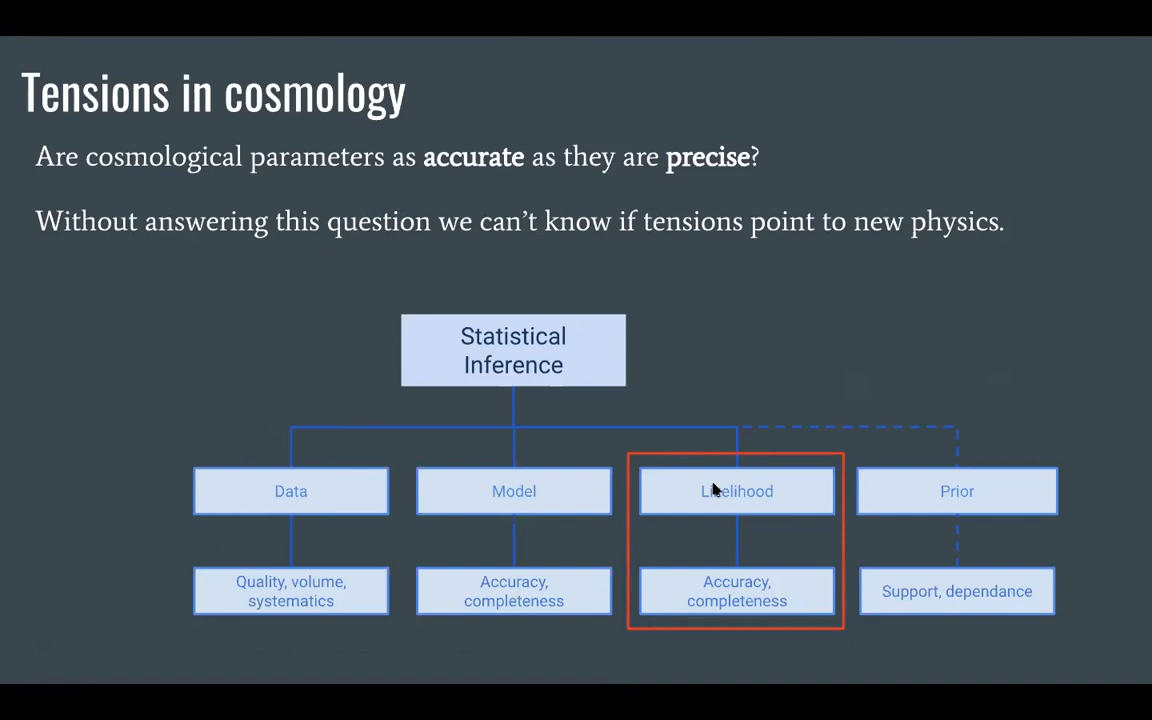 Tensions in cosmology
Are cosmological parameters as accurate as they are precise?
Without answering this question we can't know if tensions point to new physics.
Statistical
Inference
Data
Model
Likelihood
Prior
Quality, volume,
systematics
Accuracy,
completeness
Accuracy,
completeness
Support, dependance